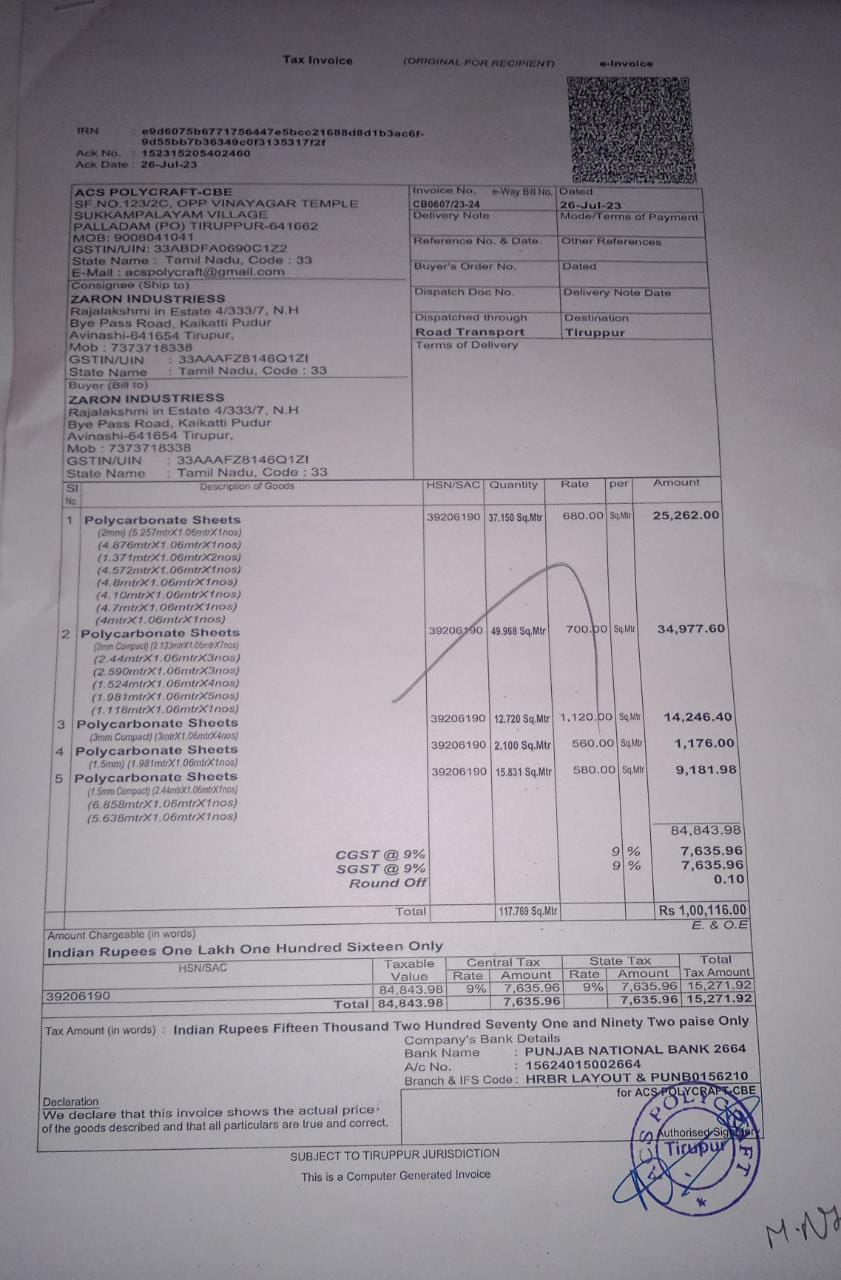 Tax Invoice (ORIGINAL FOR RECIPIENT) e-Invoice
IRN : e9d6075b6771756447e5bcc21688d8d1b3ac6f-
9d55bb7b36349c0f3135317f2f
Ack No. : 152315205402460
Ack Date : 26-Jul-23
ACS POLYCRAFT-CBE
SF.NO.123/2C, OPP VINAYAGAR TEMPLE
SUKKAMPALAYAM VILLAGE
PALLADAM (PO) TIRUPPUR-641662
MOB: 9008041041
GSTIN/UIN: 33ABDFA0690C1Z2
State Name : Tamil Nadu, Code : 33
E-Mail : acspolycraft@gmail.com
Invoice No. e-Way Bill No. Dated
CB0607/23-24 26-Jul-23
Delivery Note Mode/Terms of Payment
Reference No. & Date. Other References
Buyer's Order No. Dated
Dispatch Doc No. Delivery Note Date
Dispatched through Destination
Road Transport Tiruppur
Terms of Delivery
Consignee (Ship to)
ZARON INDUSTRIESS
Rajalakshmi in Estate 4/333/7, N.H
Bye Pass Road, Kaikatti Pudur
Avinashi-641654 Tirupur,
Mob : 7373718338
GSTIN/UIN : 33AAAFZ8146Q1ZI
State Name : Tamil Nadu, Code : 33
Buyer (Bill to)
ZARON INDUSTRIESS
Rajalakshmi in Estate 4/333/7, N.H
Bye Pass Road, Kaikatti Pudur
Avinashi-641654 Tirupur,
Mob : 7373718338
GSTIN/UIN : 33AAAFZ8146Q1ZI
State Name : Tamil Nadu, Code : 33
Sl No. Description of Goods HSN/SAC Quantity Rate per Amount
1 Polycarbonate Sheets 39206190 37.150 Sq.Mtr 680.00 Sq.Mtr 25,262.00
(2mm) (5.257mtrX1.06mtrX1nos)
(4.876mtrX1.06mtrX1nos)
(1.371mtrX1.06mtrX2nos)
(4.572mtrX1.06mtrX1nos)
(4.8mtrX1.06mtrX1nos)
(4.10mtrX1.06mtrX1nos)
(4.7mtrX1.06mtrX1nos)
(4mtrX1.06mtrX1nos)
2 Polycarbonate Sheets 39206190 49.968 Sq.Mtr 700.00 Sq.Mtr 34,977.60
(2mm Compact) (2.133mtrX1.06mtrX7nos)
(2.44mtrX1.06mtrX3nos)
(2.590mtrX1.06mtrX3nos)
(1.524mtrX1.06mtrX4nos)
(1.981mtrX1.06mtrX5nos)
(1.118mtrX1.06mtrX1nos)
3 Polycarbonate Sheets 39206190 12.720 Sq.Mtr 1,120.00 Sq.Mtr 14,246.40
(3mm Compact) (3mtrX1.06mtrX4nos)
4 Polycarbonate Sheets 39206190 2.100 Sq.Mtr 560.00 Sq.Mtr 1,176.00
(1.5mm) (1.981mtrX1.06mtrX1nos)
5 Polycarbonate Sheets 39206190 15.831 Sq.Mtr 580.00 Sq.Mtr 9,181.98
(1.5mm Compact) (2.44mtrX1.06mtrX1nos)
(6.858mtrX1.06mtrX1nos)
(5.638mtrX1.06mtrX1nos)
84,843.98
CGST @ 9% 9 % 7,635.96
SGST @ 9% 9 % 7,635.96
Round Off 0.10
Total 117.769 Sq.Mtr Rs 1,00,116.00
Amount Chargeable (in words) E. & O.E
Indian Rupees One Lakh One Hundred Sixteen Only
HSN/SAC Taxable Value Central Tax State Tax Total Tax Amount
Rate Amount Rate Amount
39206190 84,843.98 9% 7,635.96 9% 7,635.96 15,271.92
Total 84,843.98 7,635.96 7,635.96 15,271.92
Tax Amount (in words) : Indian Rupees Fifteen Thousand Two Hundred Seventy One and Ninety Two paise Only
Company's Bank Details
Bank Name : PUNJAB NATIONAL BANK 2664
A/c No. : 15624015002664
Branch & IFS Code : HRBR LAYOUT & PUNB0156210
Declaration
We declare that this invoice shows the actual price
of the goods described and that all particulars are true and correct.
for ACS POLYCRAFT-CBE
Authorised Signatory
ACS POLYCRAFT
Tirupur
SUBJECT TO TIRUPPUR JURISDICTION
This is a Computer Generated Invoice